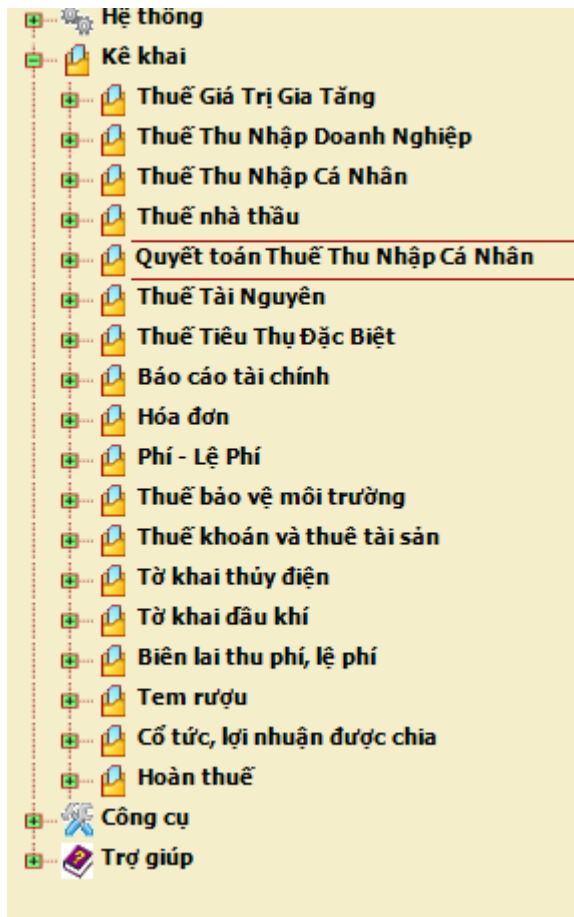 Hệ thống
Kê khai
Thuế Giá Trị Gia Tăng
Thuế Thu Nhập Doanh Nghiệp
Thuế Thu Nhập Cá Nhân
Thuế nhà thầu
Quyết toán Thuế Thu Nhập Cá Nhân
Thuế Tài Nguyên
Thuế Tiêu Thụ Đặc Biệt
Báo cáo tài chính
Hóa đơn
Phí - Lệ Phí
Thuế bảo vệ môi trường
Thuế khoán và thuê tài sản
Tờ khai thủy điện
Tờ khai dầu khí
Biên lai thu phí, lệ phí
Tem rượu
Cổ tức, lợi nhuận được chia
Hoàn thuế
Công cụ
Trợ giúp